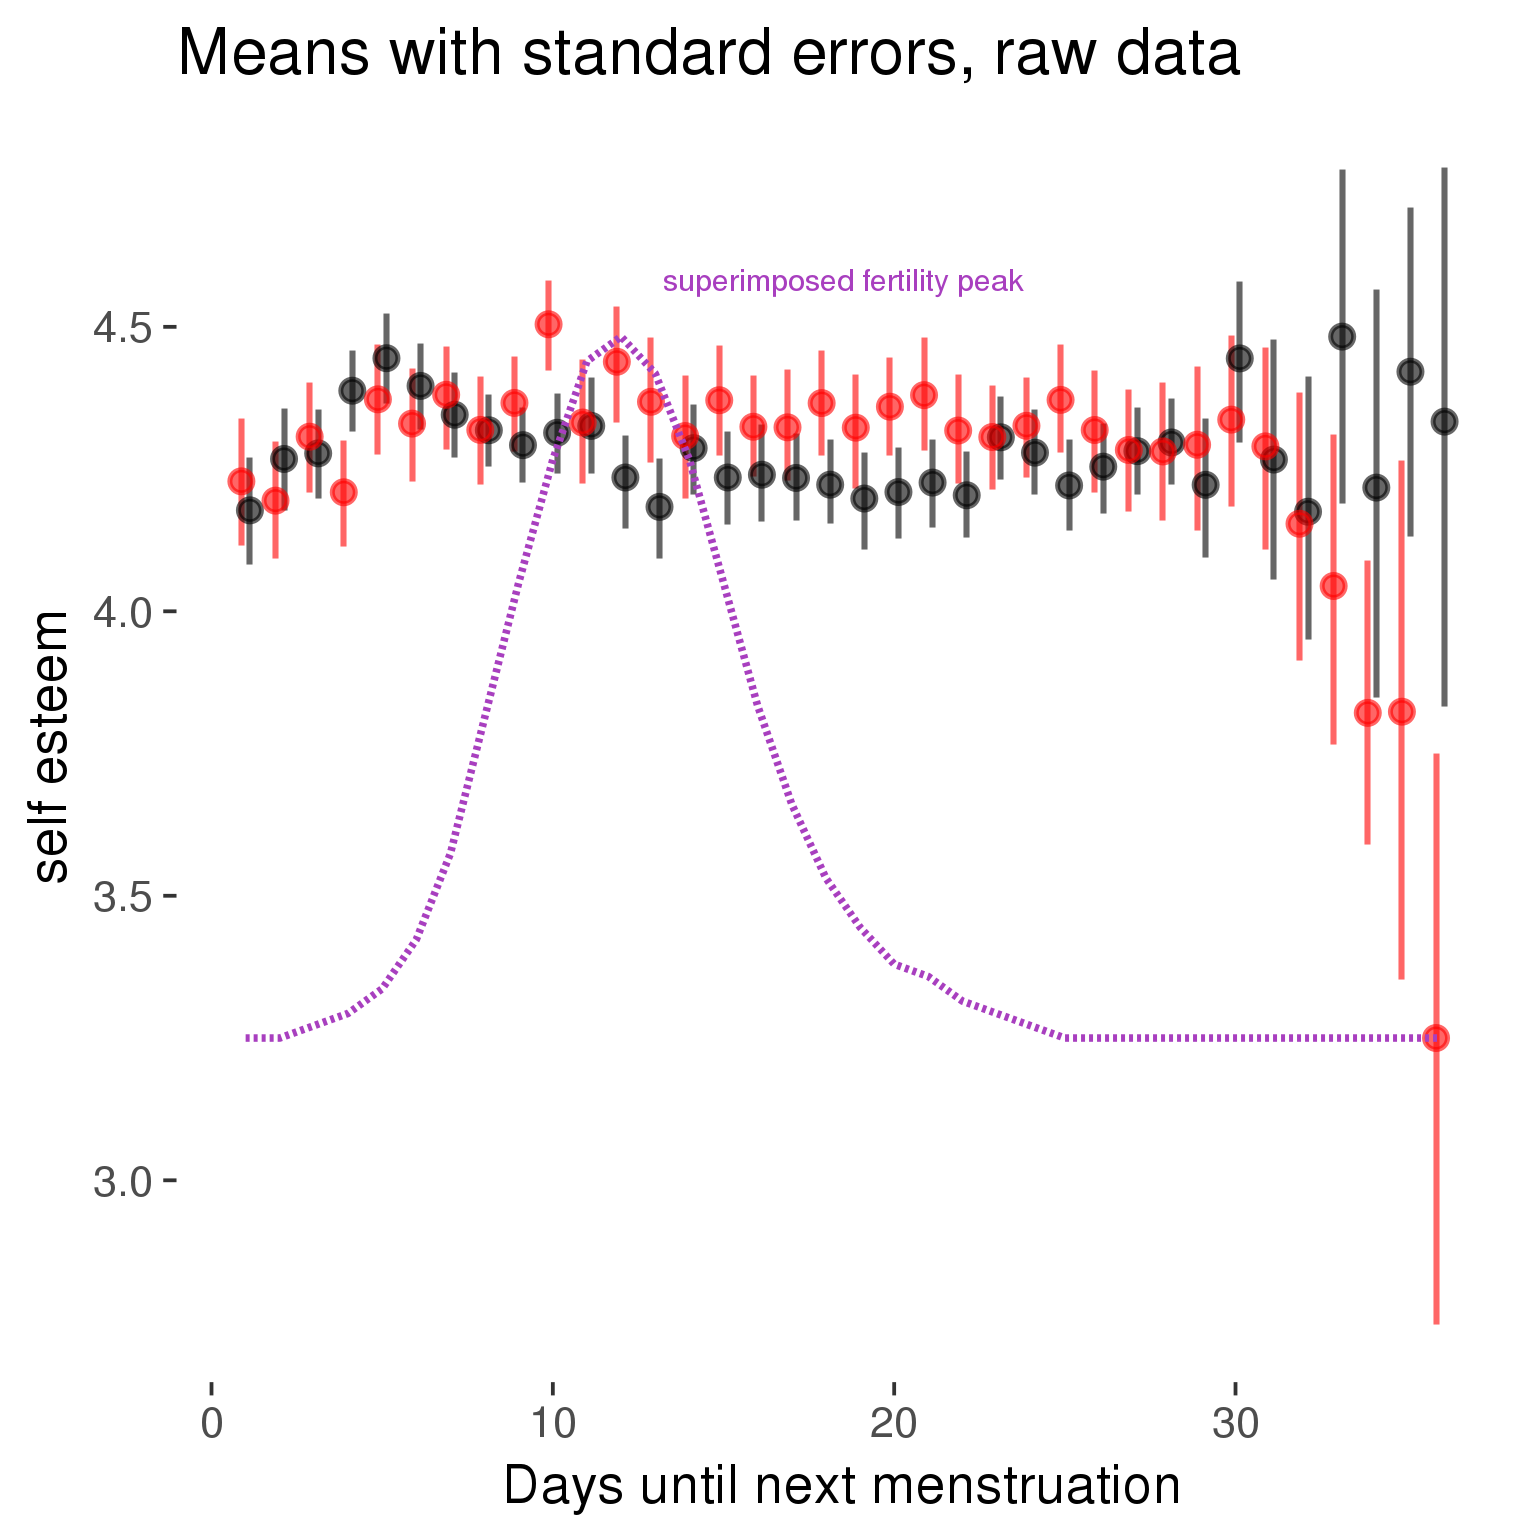 Means with standard errors, raw data
superimposed fertility peak
4.5
4.0
3.5
3.0
self esteem
0 10 20 30
Days until next menstruation